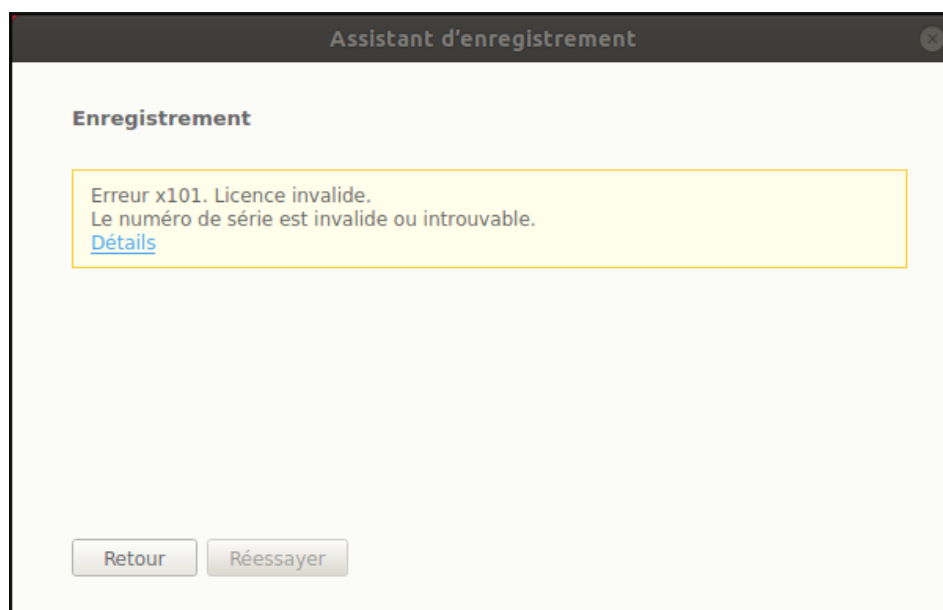 Assistant d'enregistrement
Enregistrement
Erreur x101. Licence invalide.
Le numéro de série est invalide ou introuvable.
Détails
Retour
Réessayer